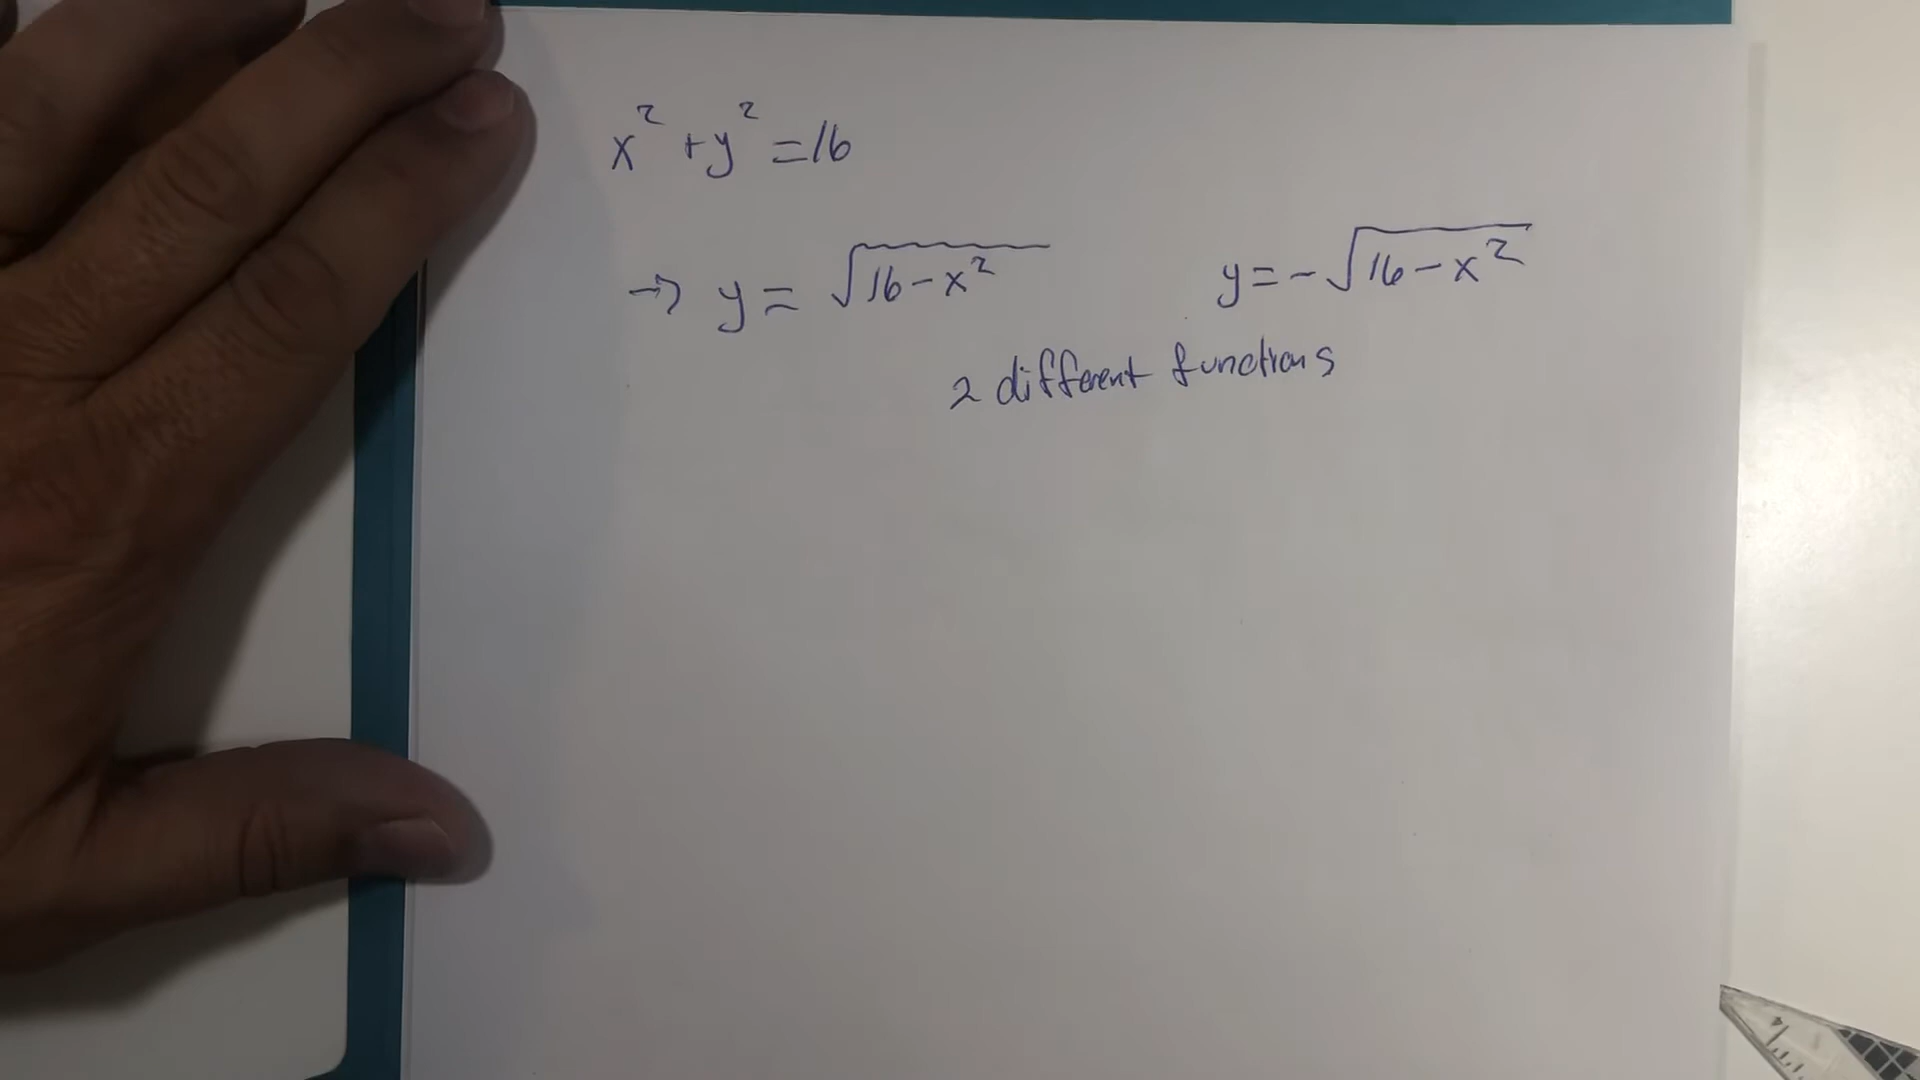 x² + y² = 16
→ y = √(16 - x²)   y = -√(16 - x²)
2 different functions